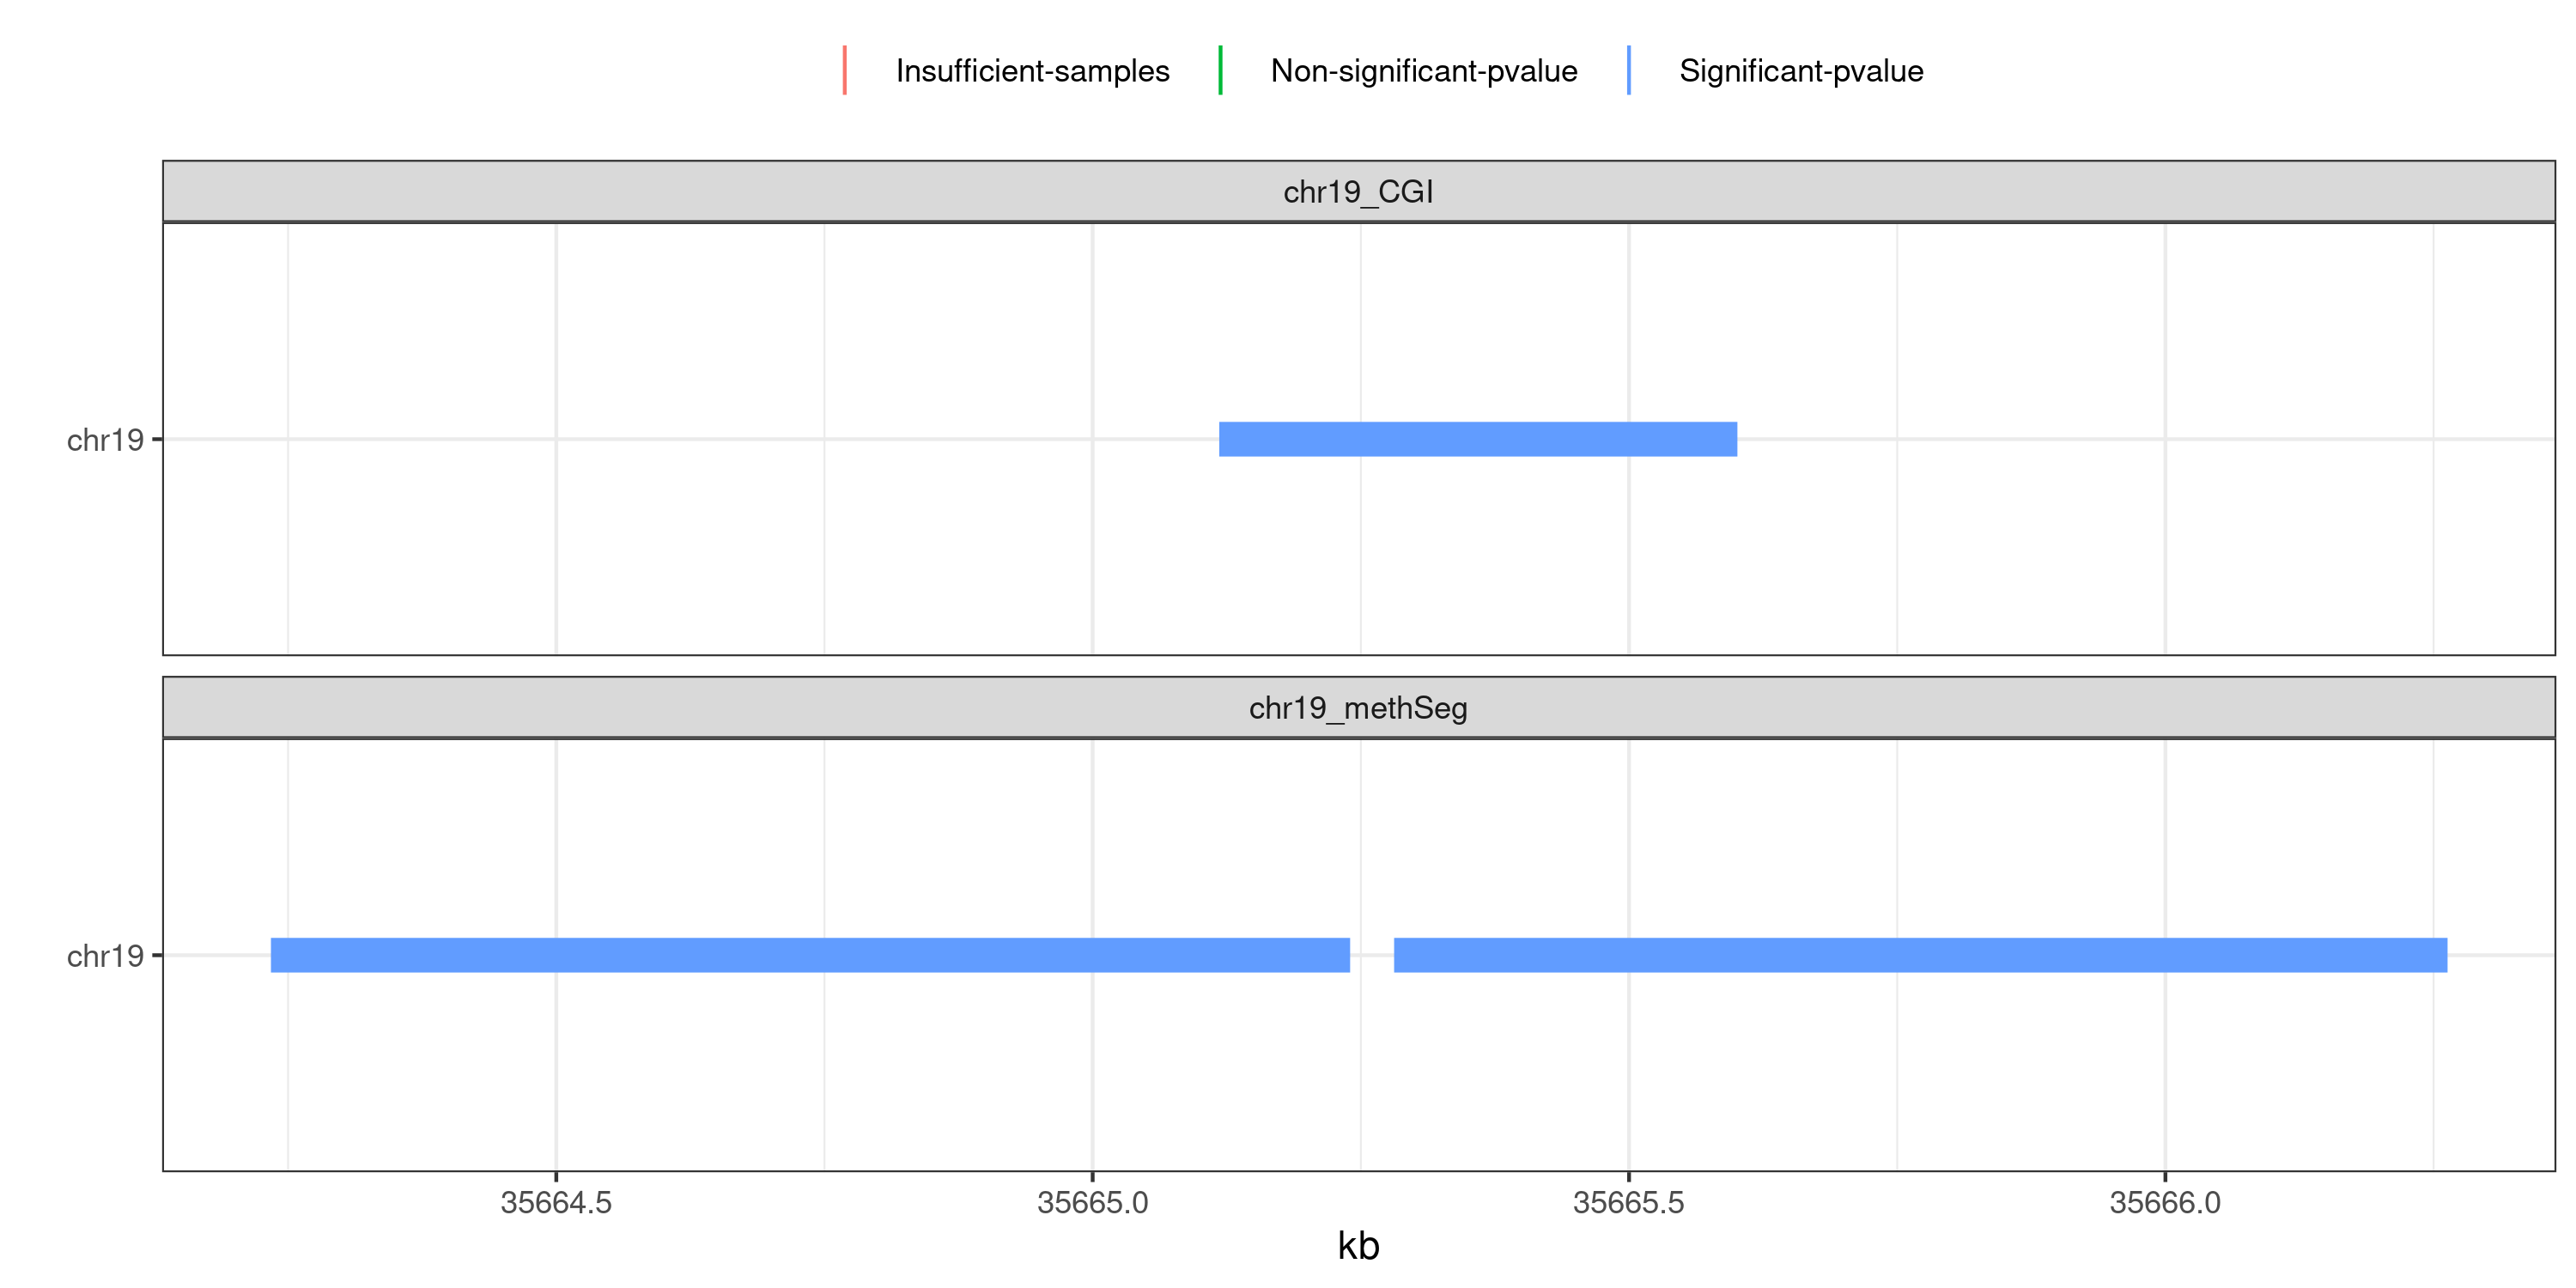 Insufficient-samples Non-significant-pvalue Significant-pvalue
chr19_CGI
chr19
chr19_methSeg
chr19
35664.5 35665.0 35665.5 35666.0
kb